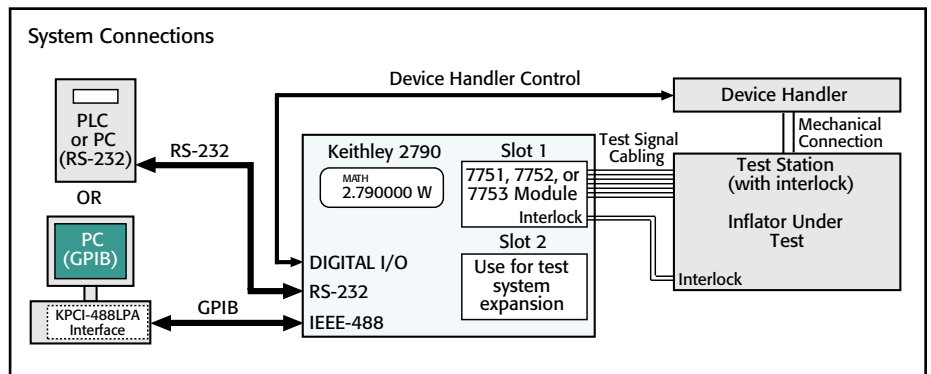 System Connections
Device Handler Control
Device Handler
PLC
or PC
(RS-232)
RS-232
OR
PC
(GPIB)
KPCI-488LPA
Interface
GPIB
Keithley 2790
MATH
2.790000 W
DIGITAL I/O
RS-232
IEEE-488
Slot 1
7751, 7752, or
7753 Module
Interlock
Slot 2
Use for test
system
expansion
Test Signal
Cabling
Mechanical
Connection
Test Station
(with interlock)
Inflator Under
Test
Interlock